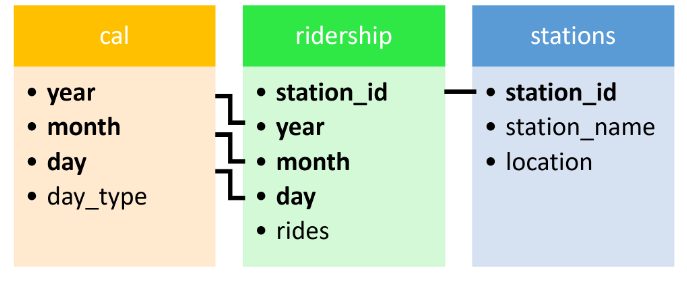 cal
• year
• month
• day
• day_type
ridership
• station_id
• year
• month
• day
• rides
stations
• station_id
• station_name
• location